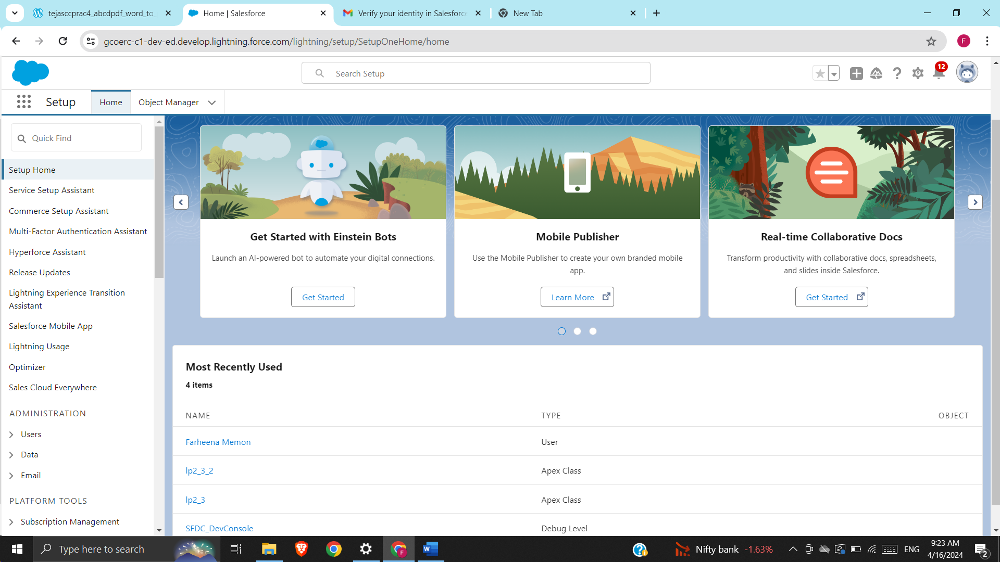 tejasccprac4_abcdpdf_word_to_
Home | Salesforce
Verify your identity in Salesforce
New Tab
gcoerc-c1-dev-ed.develop.lightning.force.com/lightning/setup/SetupOneHome/home
F
Search Setup
12
Setup
Home
Object Manager
Quick Find
Setup Home
Service Setup Assistant
Commerce Setup Assistant
Multi-Factor Authentication Assistant
Hyperforce Assistant
Release Updates
Lightning Experience Transition
Assistant
Salesforce Mobile App
Lightning Usage
Optimizer
Sales Cloud Everywhere
ADMINISTRATION
Users
Data
Email
PLATFORM TOOLS
Subscription Management
Get Started with Einstein Bots
Launch an AI-powered bot to automate your digital connections.
Get Started
Mobile Publisher
Use the Mobile Publisher to create your own branded mobile
app.
Learn More
Real-time Collaborative Docs
Transform productivity with collaborative docs, spreadsheets,
and slides inside Salesforce.
Get Started
Most Recently Used
4 items
NAME TYPE OBJECT
Farheena Memon User
lp2_3_2 Apex Class
lp2_3 Apex Class
SFDC_DevConsole Debug Level
Type here to search
Nifty bank -1.63%
ENG
9:23 AM
4/16/2024
2